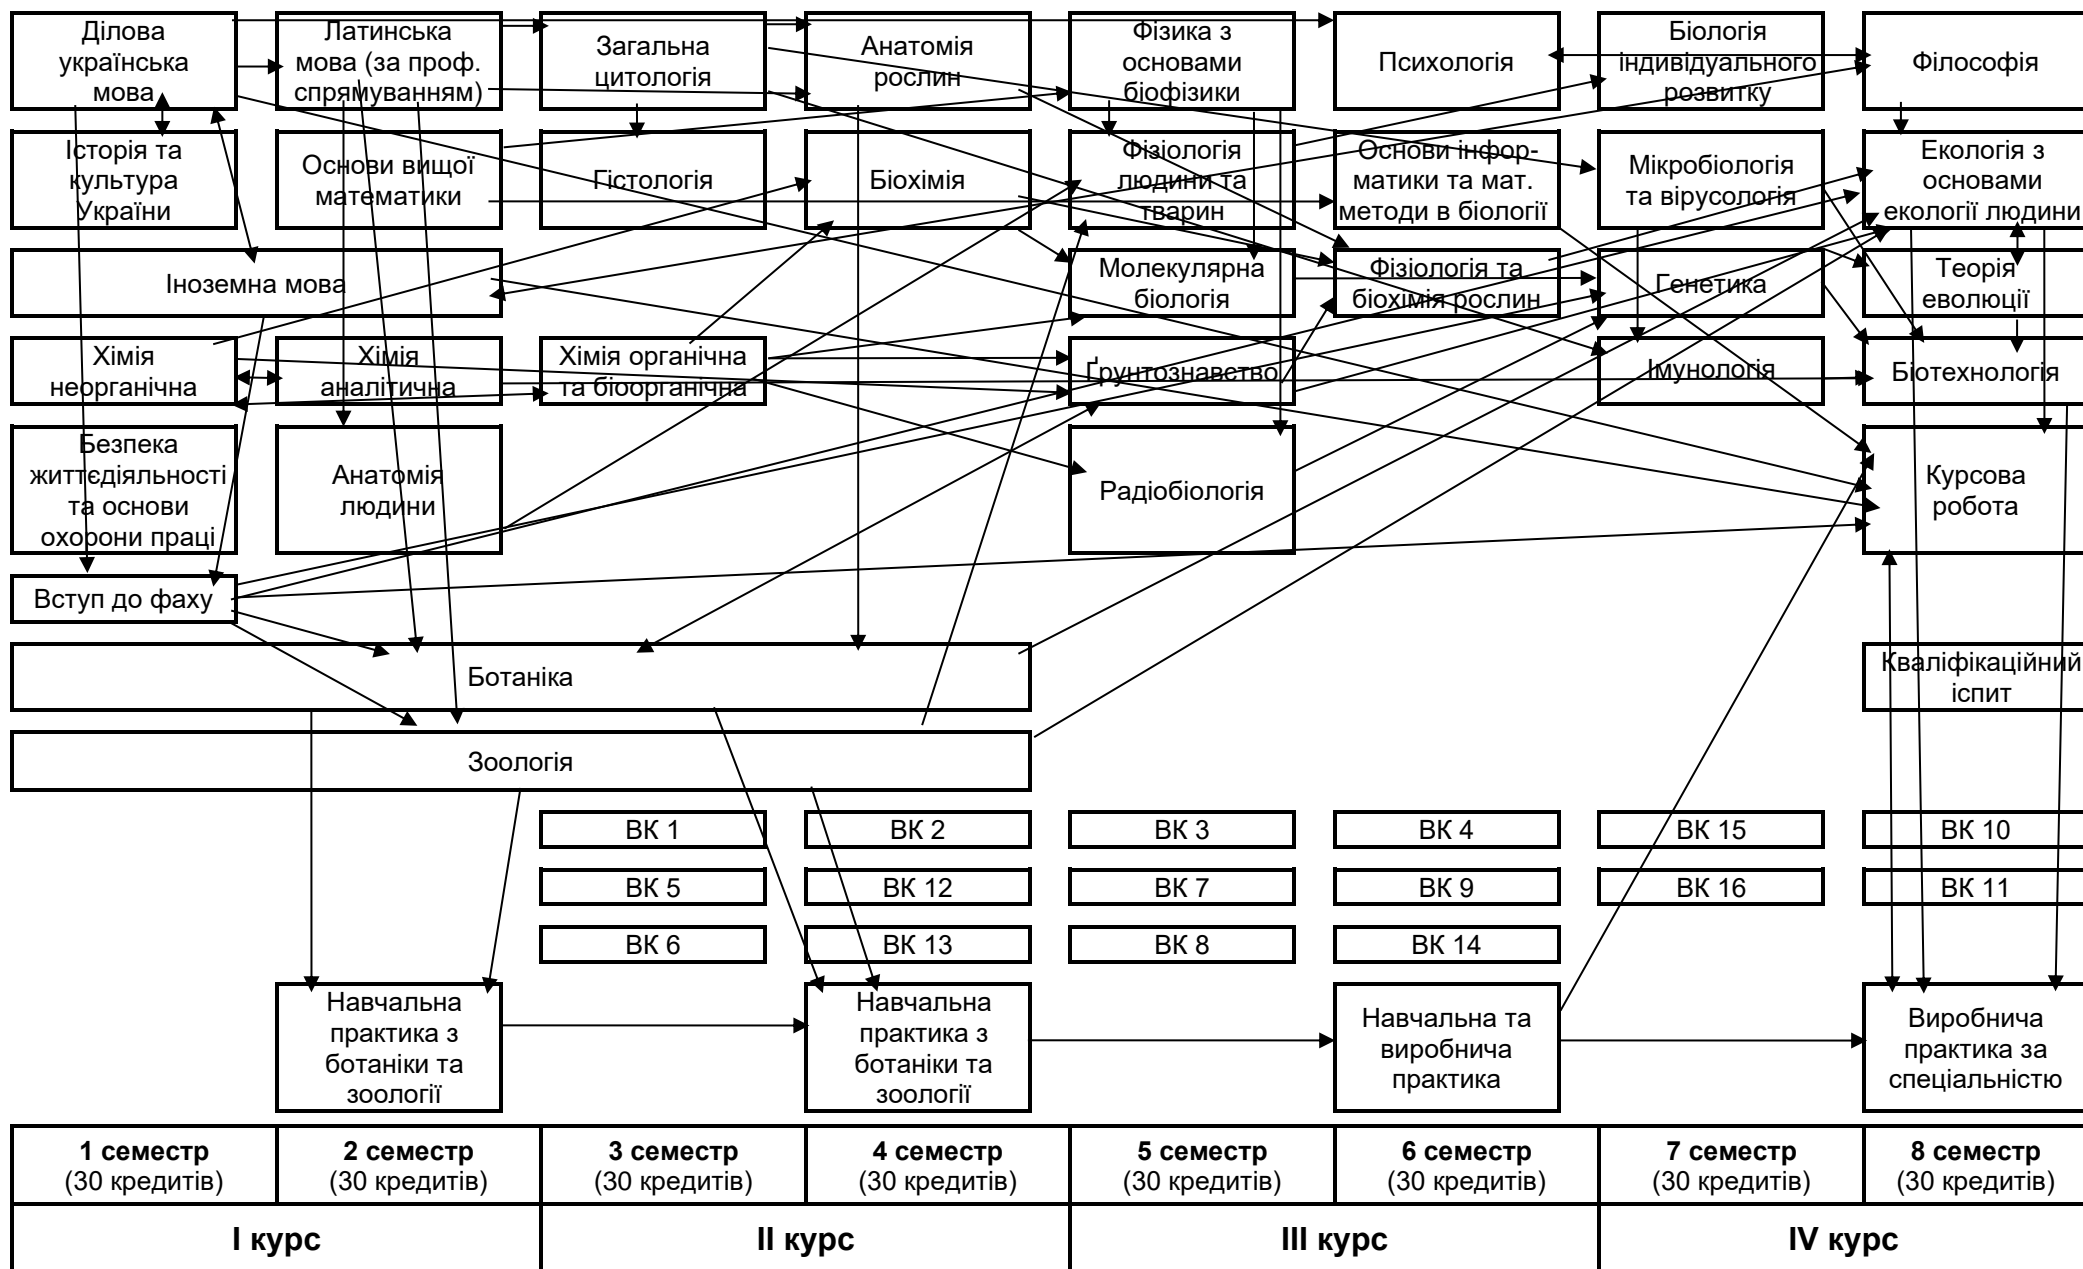 Ділова
українська
мова
Латинська
мова (за проф.
спрямуванням)
Загальна
цитологія
Анатомія
рослин
Фізика з
основами
біофізики
Психологія
Біологія
індивідуального
розвитку
Філософія
Історія та
культура
України
Основи вищої
математики
Гістологія
Біохімія
Фізіологія
людини та
тварин
Основи інфор-
матики та мат.
методи в біології
Мікробіологія
та вірусологія
Екологія з
основами
екології людини
Іноземна мова
Молекулярна
біологія
Фізіологія та
біохімія рослин
Генетика
Теорія
еволюції
Хімія
неорганічна
Хімія
аналітична
Хімія органічна
та біоорганічна
Ґрунтознавство
Імунологія
Біотехнологія
Безпека
життєдіяльності
та основи
охорони праці
Анатомія
людини
Радіобіологія
Курсова
робота
Вступ до фаху
Ботаніка
Кваліфікаційний
іспит
Зоологія
ВК 1
ВК 2
ВК 3
ВК 4
ВК 15
ВК 10
ВК 5
ВК 12
ВК 7
ВК 9
ВК 16
ВК 11
ВК 6
ВК 13
ВК 8
ВК 14
Навчальна
практика з
ботаніки та
зоології
Навчальна
практика з
ботаніки та
зоології
Навчальна та
виробнича
практика
Виробнича
практика за
спеціальністю
1 семестр
(30 кредитів)
2 семестр
(30 кредитів)
3 семестр
(30 кредитів)
4 семестр
(30 кредитів)
5 семестр
(30 кредитів)
6 семестр
(30 кредитів)
7 семестр
(30 кредитів)
8 семестр
(30 кредитів)
І курс
ІІ курс
ІІІ курс
ІV курс